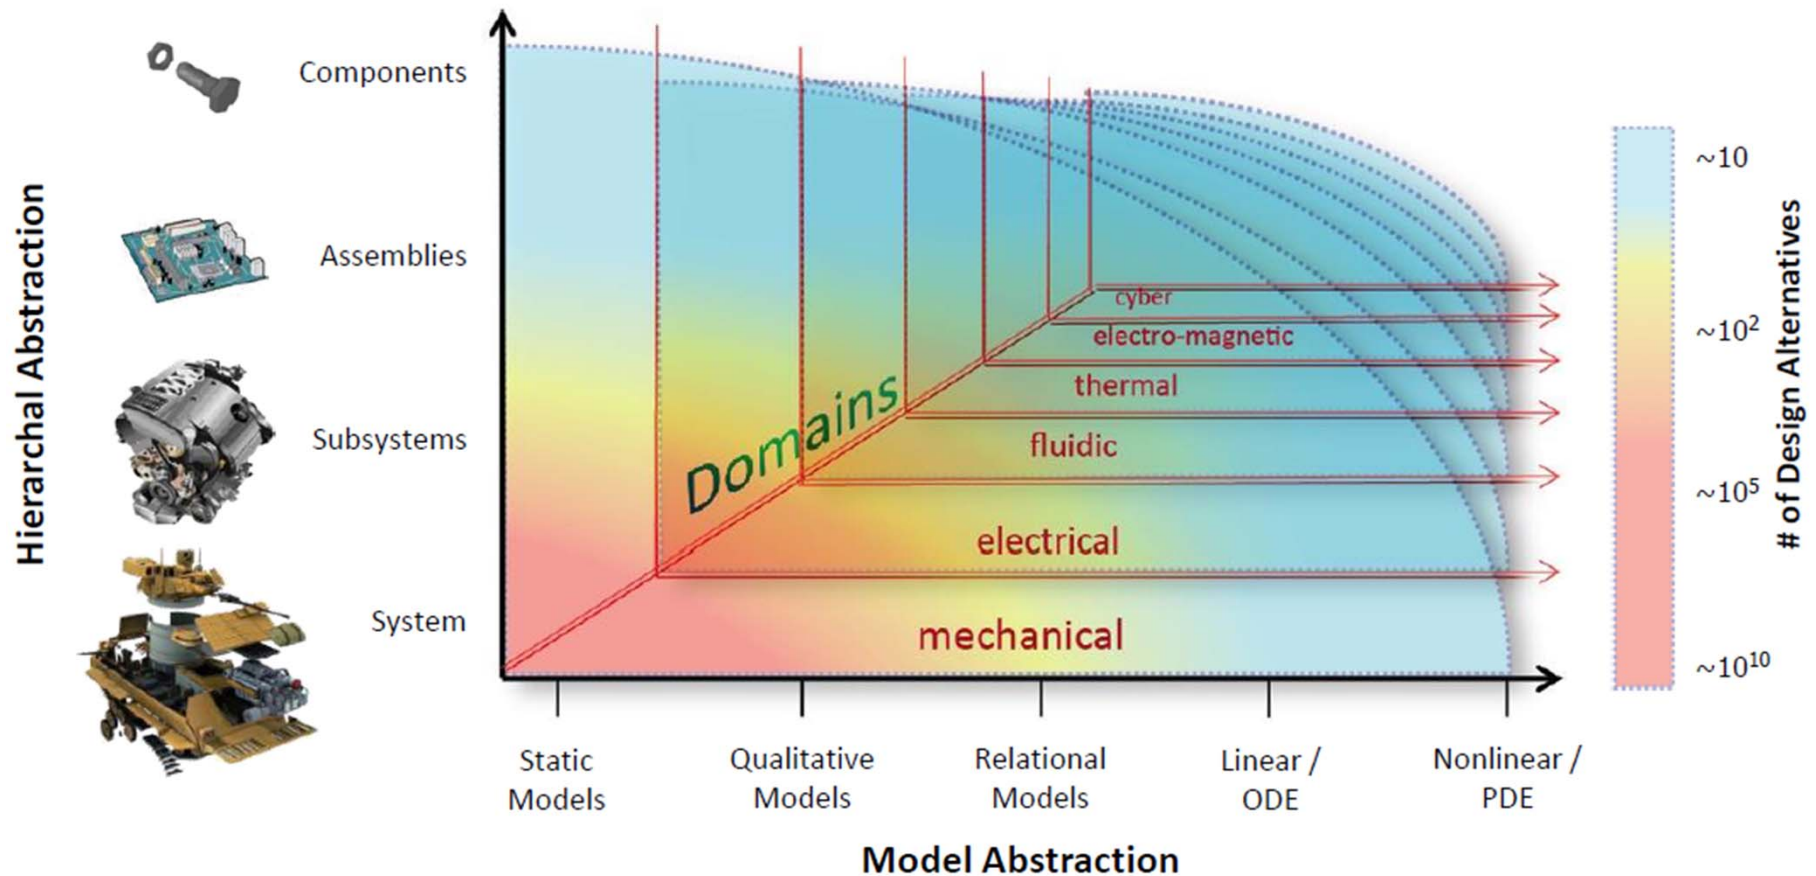 Hierarchal Abstraction
Components
Assemblies
Subsystems
System
Domains
cyber
electro-magnetic
thermal
fluidic
electrical
mechanical
Static
Models
Qualitative
Models
Relational
Models
Linear /
ODE
Nonlinear /
PDE
Model Abstraction
~10
~10²
~10⁵
~10¹⁰
# of Design Alternatives